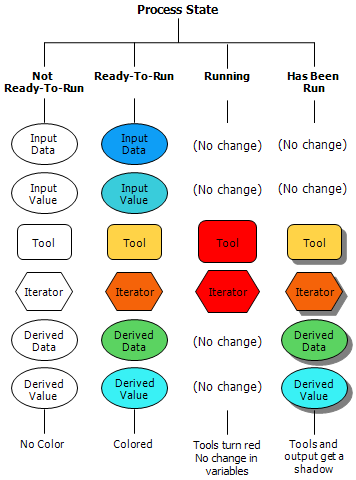 Process State
Not
Ready-To-Run
Ready-To-Run
Running
Has Been
Run
Input
Data
Input
Data
(No change)
(No change)
Input
Value
Input
Value
(No change)
(No change)
Tool
Tool
Tool
Tool
Iterator
Iterator
Iterator
Iterator
Derived
Data
Derived
Data
(No change)
Derived
Data
Derived
Value
Derived
Value
(No change)
Derived
Value
No Color
Colored
Tools turn red
No change in
variables
Tools and
output get a
shadow